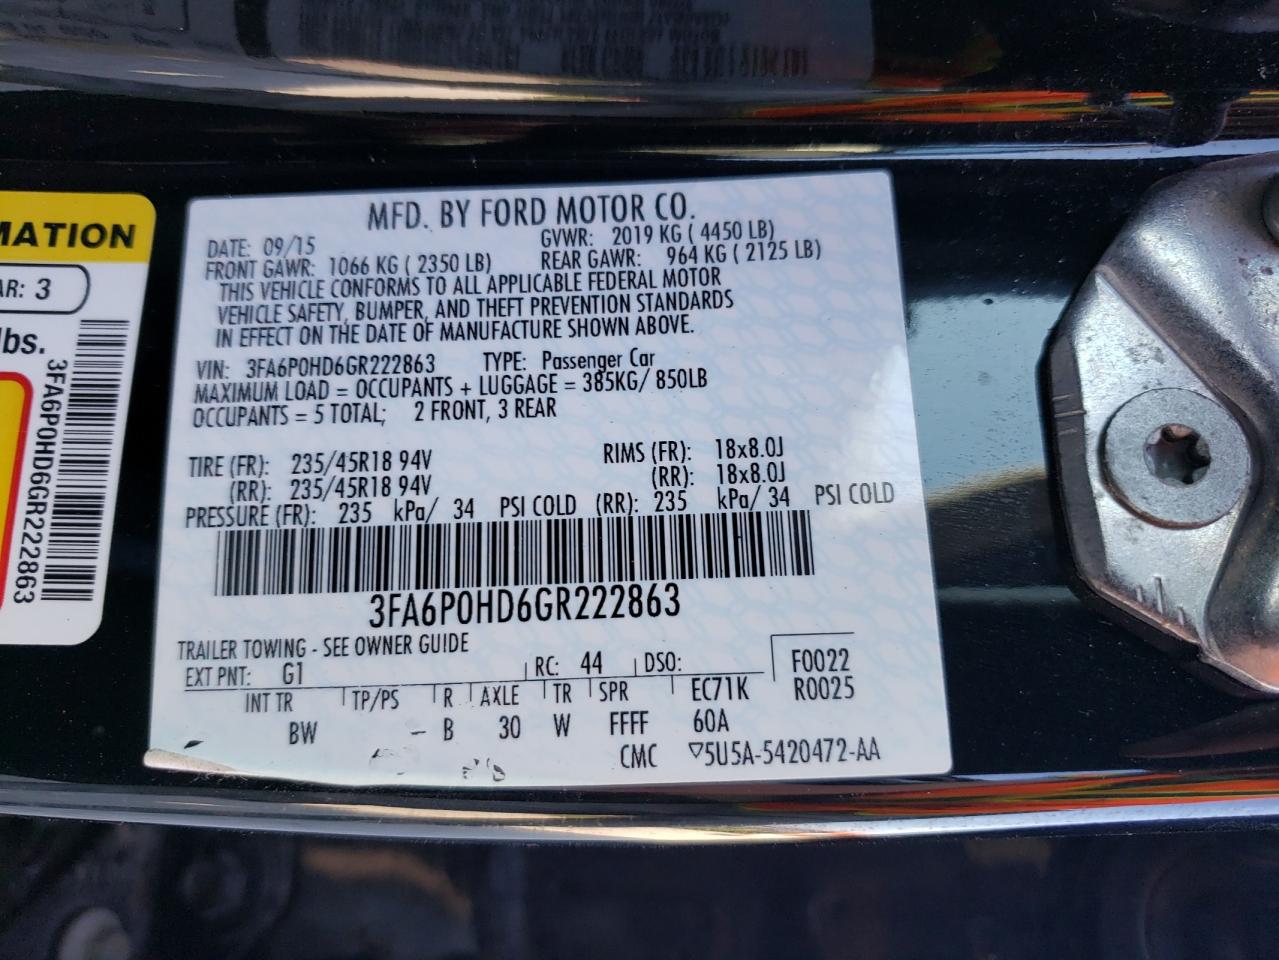 MFD. BY FORD MOTOR CO.
DATE: 09/15 GVWR: 2019 KG ( 4450 LB)
FRONT GAWR: 1066 KG ( 2350 LB) REAR GAWR: 964 KG ( 2125 LB)
THIS VEHICLE CONFORMS TO ALL APPLICABLE FEDERAL MOTOR
VEHICLE SAFETY, BUMPER, AND THEFT PREVENTION STANDARDS
IN EFFECT ON THE DATE OF MANUFACTURE SHOWN ABOVE.
VIN: 3FA6P0HD6GR222863 TYPE: Passenger Car
MAXIMUM LOAD = OCCUPANTS + LUGGAGE = 385KG/ 850LB
OCCUPANTS = 5 TOTAL; 2 FRONT, 3 REAR
TIRE (FR): 235/45R18 94V RIMS (FR): 18x8.0J
(RR): 235/45R18 94V (RR): 18x8.0J
PRESSURE (FR): 235 kPa/ 34 PSI COLD (RR): 235 kPa/ 34 PSI COLD
3FA6P0HD6GR222863
TRAILER TOWING - SEE OWNER GUIDE
EXT PNT: G1 RC: 44 DSO: F0022
INT TR TP/PS R AXLE TR SPR EC71K R0025
BW - B 30 W FFFF 60A
CMC ▽5U5A-5420472-AA
MATION
AR: 3
lbs.
3FA6P0HD6GR222863